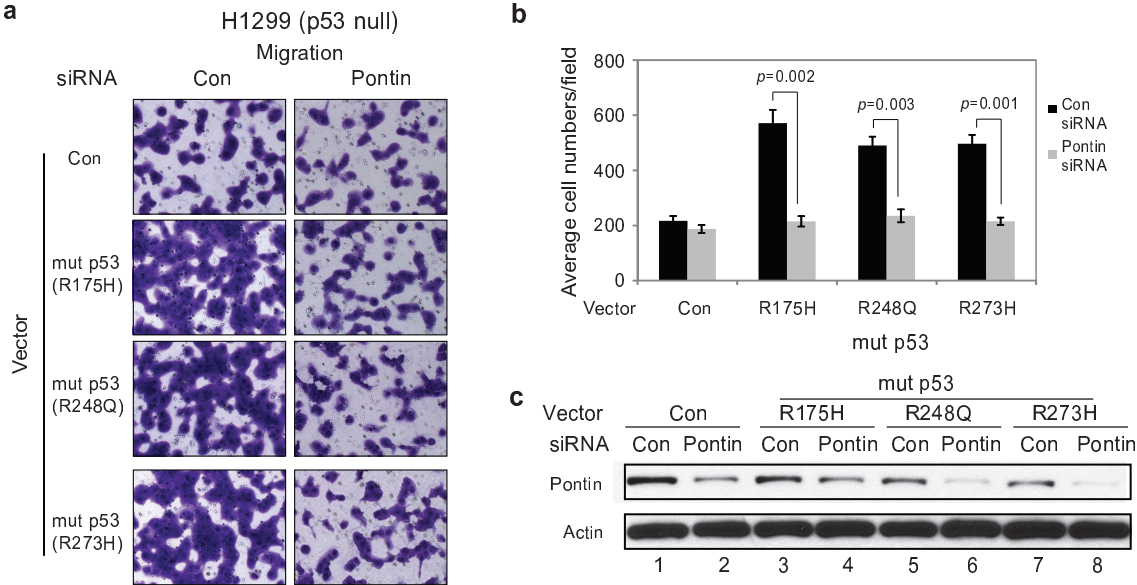 a
H1299 (p53 null)
Migration
siRNA Con Pontin
Vector
Con
mut p53
(R175H)
mut p53
(R248Q)
mut p53
(R273H)
b
Average cell numbers/field
800
600
400
200
0
p=0.002
p=0.003
p=0.001
Con
siRNA
Pontin
siRNA
Vector Con R175H R248Q R273H
mut p53
c
mut p53
Vector Con R175H R248Q R273H
siRNA Con Pontin Con Pontin Con Pontin Con Pontin
Pontin
Actin
1 2 3 4 5 6 7 8